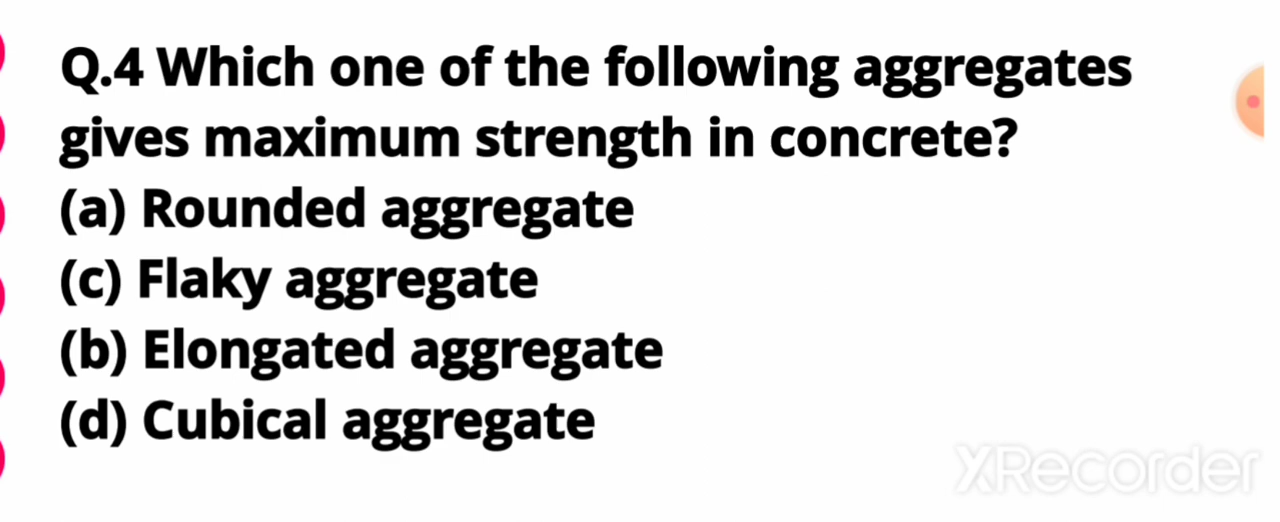 Q.4 Which one of the following aggregates
gives maximum strength in concrete?
(a) Rounded aggregate
(c) Flaky aggregate
(b) Elongated aggregate
(d) Cubical aggregate
XRecorder